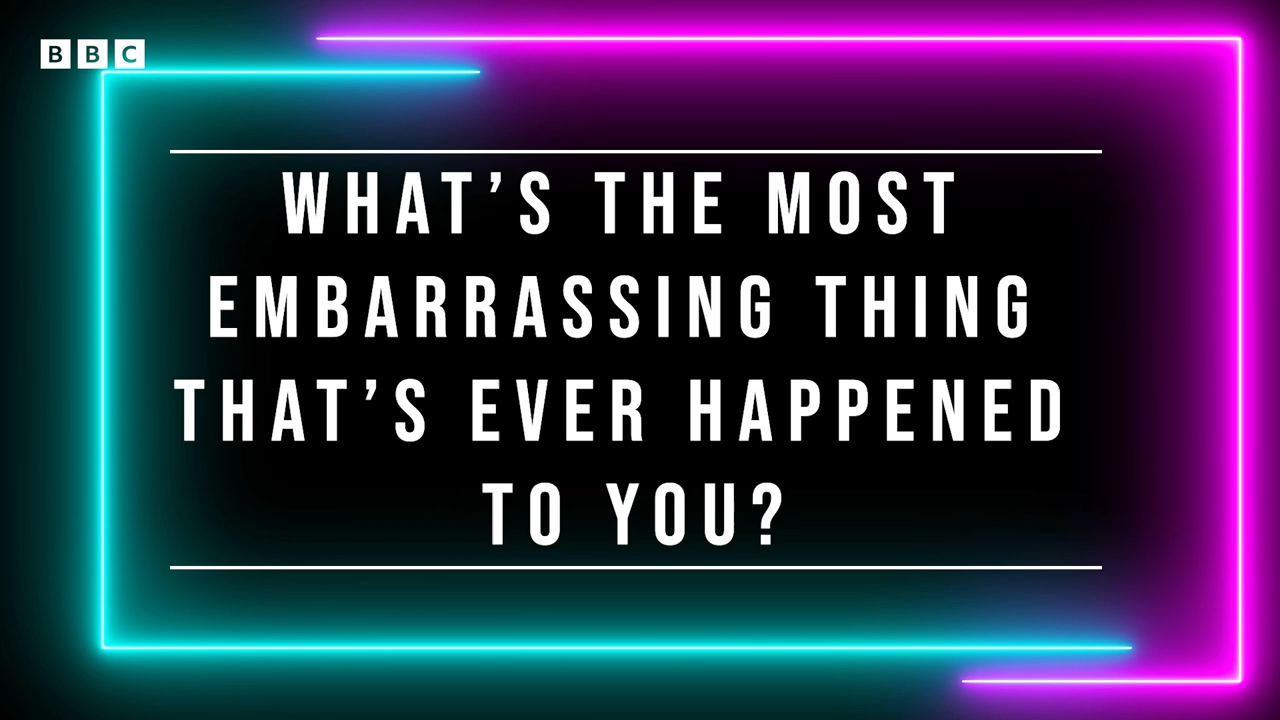 BBC
WHAT’S THE MOST
EMBARRASSING THING
THAT’S EVER HAPPENED
TO YOU?